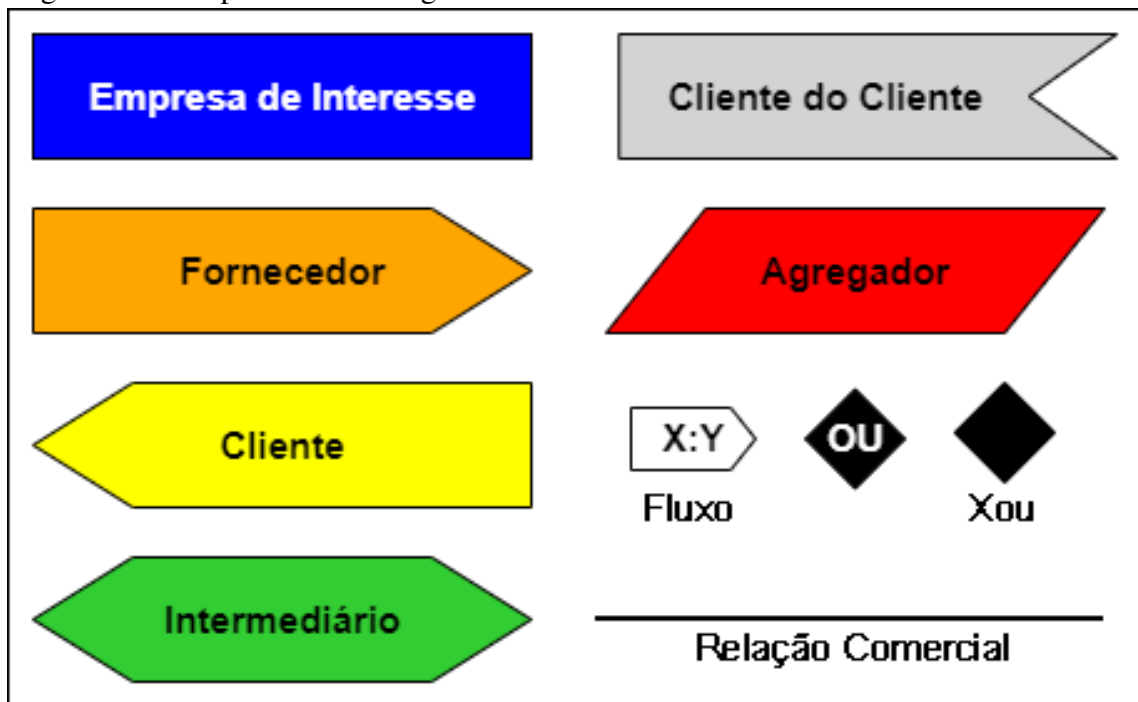 Empresa de Interesse
Cliente do Cliente
Fornecedor
Agregador
Cliente
X:Y
OU
Fluxo
Xou
Intermediário
Relação Comercial